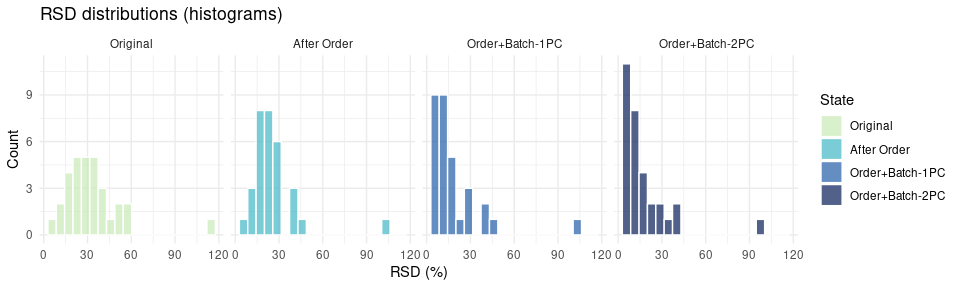 RSD distributions (histograms)
Original After Order Order+Batch-1PC Order+Batch-2PC
Count
9
6
3
0
0 30 60 90 120 0 30 60 90 120 0 30 60 90 120 0 30 60 90 120
RSD (%)
State
Original
After Order
Order+Batch-1PC
Order+Batch-2PC